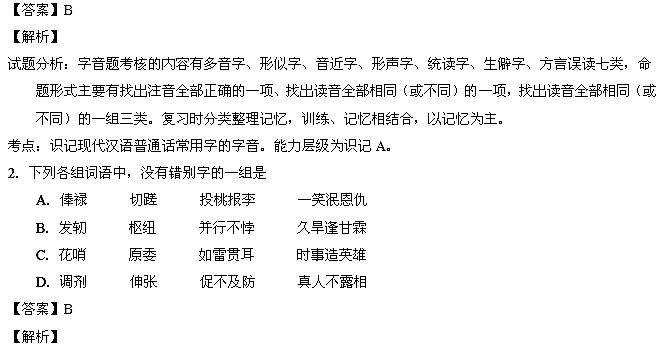 【答案】B
【解析】
试题分析：字音题考核的内容有多音字、形似字、音近字、形声字、统读字、生僻字、方言误读七类，命
题形式主要有找出注音全部正确的一项、找出读音全部相同（或不同）的一项，找出读音全部相同（或
不同）的一组三类。复习时分类整理记忆，训练、记忆相结合，以记忆为主。
考点：识记现代汉语普通话常用字的字音。能力层级为识记 A。
2. 下列各组词语中，没有错别字的一组是
A. 俸禄 切蹉 投桃报李 一笑泯恩仇
B. 发轫 枢纽 并行不悖 久旱逢甘霖
C. 花哨 原委 如雷贯耳 时事造英雄
D. 调剂 伸张 促不及防 真人不露相
【答案】B
【解析】